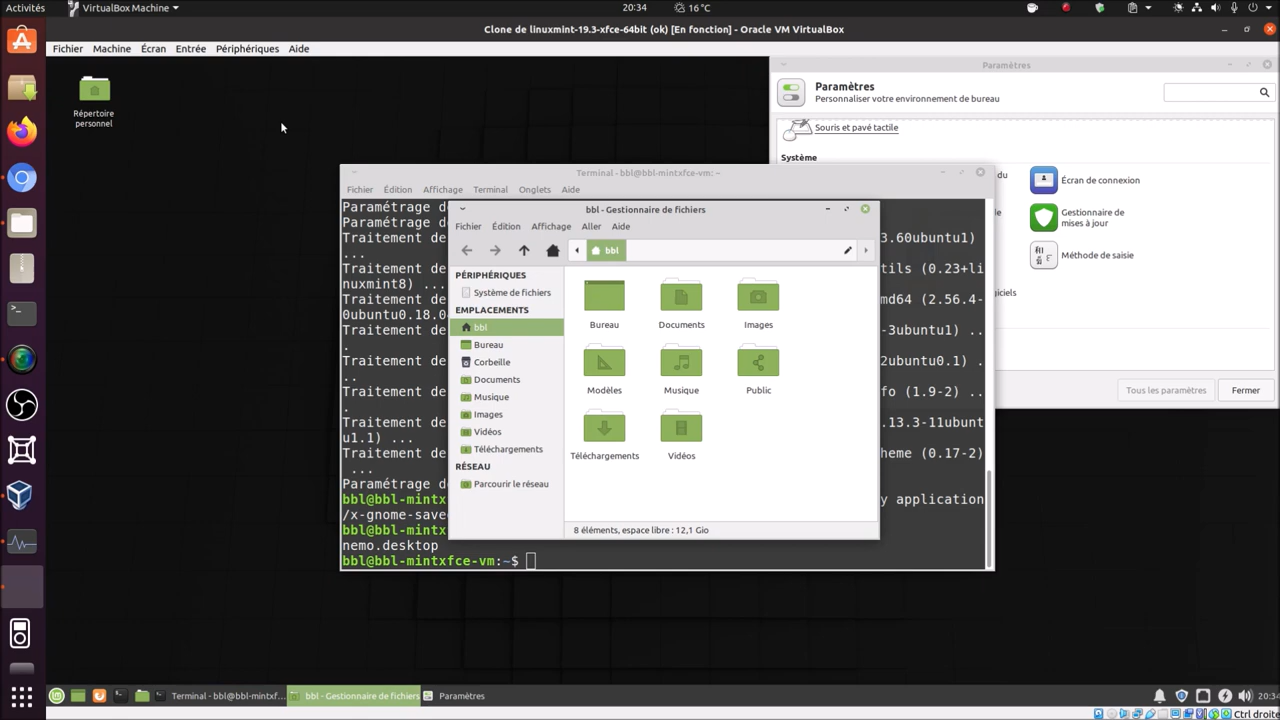 Activités
VirtualBox Machine
20:34
16 °C
Clone de linuxmint-19.3-xfce-64bit (ok) [En fonction] - Oracle VM VirtualBox
Fichier Machine Écran Entrée Périphériques Aide
Répertoire
personnel
Paramètres
Paramètres
Personnaliser votre environnement de bureau
Souris et pavé tactile
Système
du
Écran de connexion
Gestionnaire de
mises à jour
Méthode de saisie
giciels
Tous les paramètres
Fermer
Terminal - bbl@bbl-mintxfce-vm: ~
Fichier Édition Affichage Terminal Onglets Aide
Paramétrage d
Paramétrage d
Traitement de 3.60ubuntu1)
...
Traitement de tils (0.23+li
nuxmint8) ...
Traitement de md64 (2.56.4-
0ubuntu0.18.0
Traitement de -3ubuntu1) ..
.
Traitement de 2ubuntu0.1)
..
Traitement de fo (1.9-2) ..
.
Traitement de .13.3-11ubunt
u1.1) ...
Traitement de heme (0.17-2)
...
Paramétrage d
bbl@bbl-mintx y application
/x-gnome-save
bbl@bbl-mintx
nemo.desktop
bbl@bbl-mintxfce-vm:~$
bbl - Gestionnaire de fichiers
Fichier Édition Affichage Aller Aide
bbl
PÉRIPHÉRIQUES
Système de fichiers
EMPLACEMENTS
bbl
Bureau
Corbeille
Documents
Musique
Images
Vidéos
Téléchargements
RÉSEAU
Parcourir le réseau
Bureau Documents Images
Modèles Musique Public
Téléchargements Vidéos
8 éléments, espace libre : 12,1 Gio
Terminal - bbl@bbl-mintxf...
bbl - Gestionnaire de fichiers
Paramètres
20:34
Ctrl droite